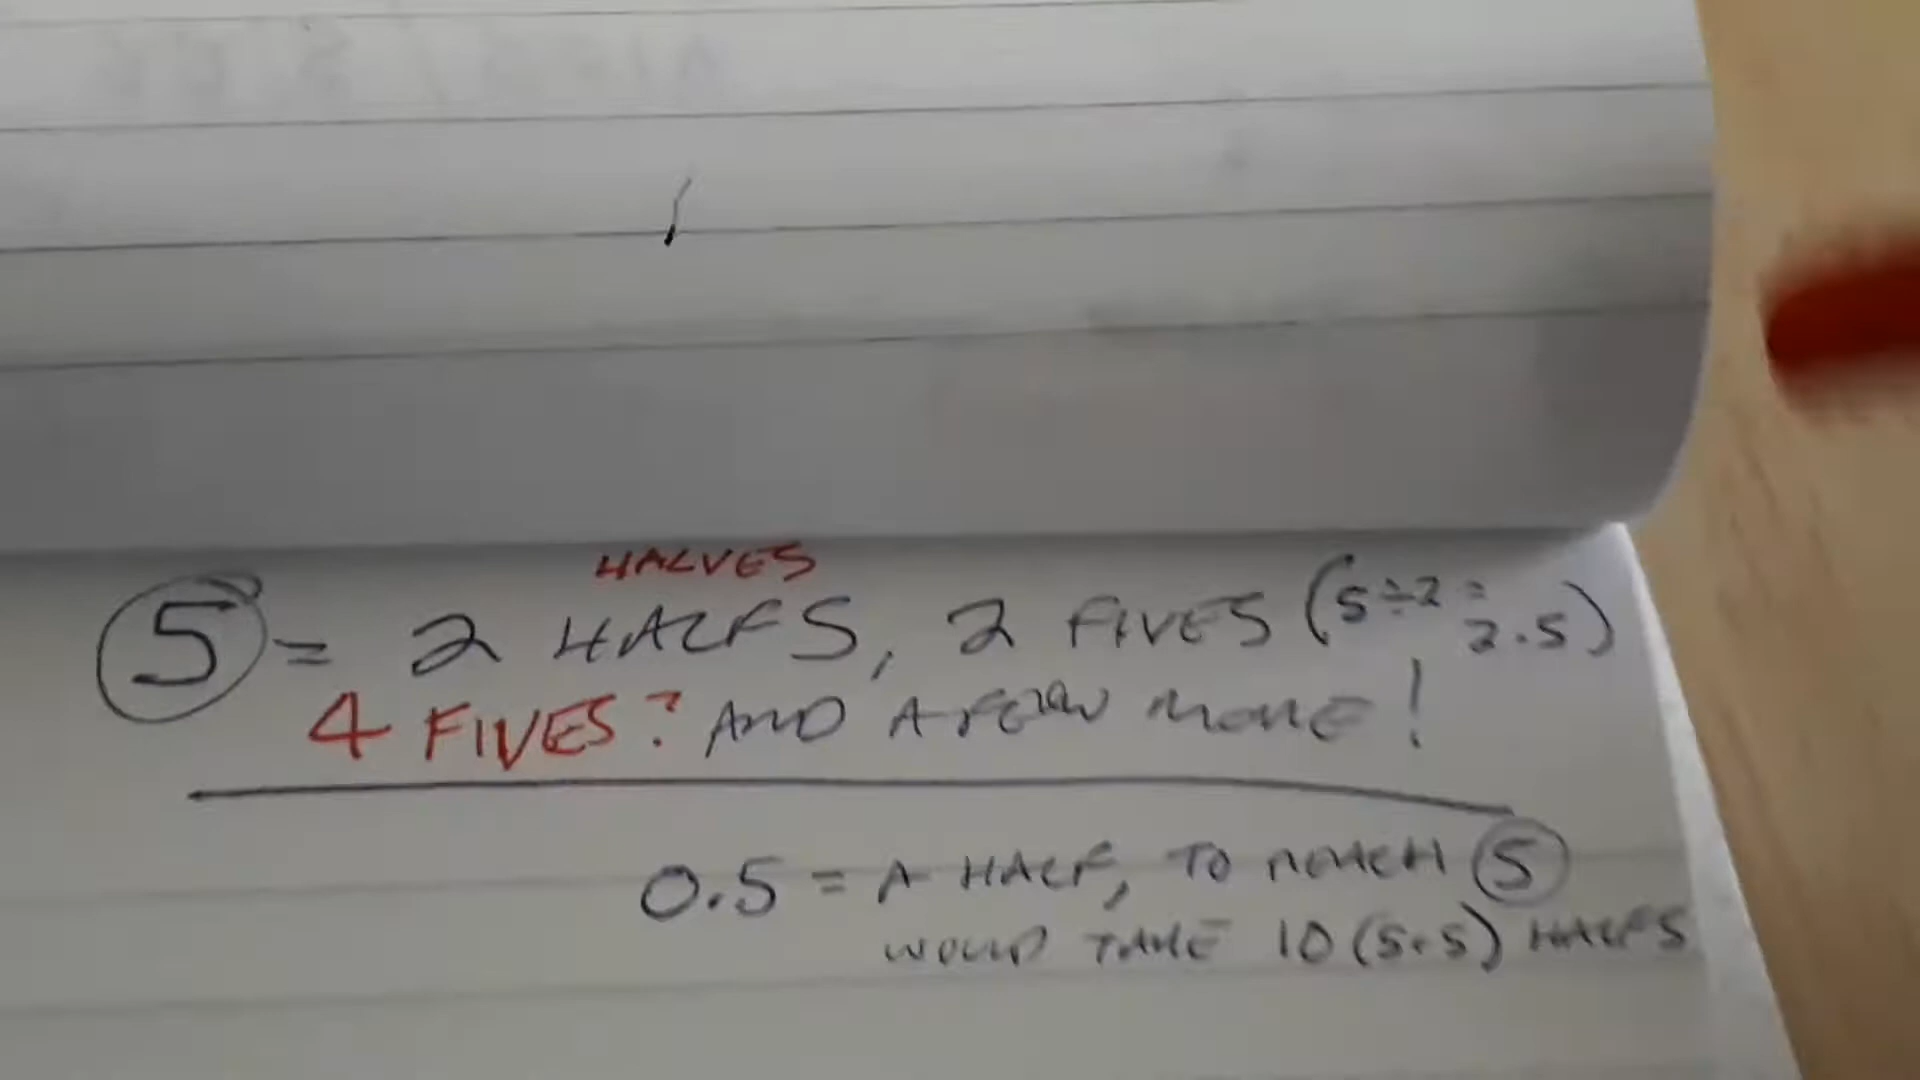 HALVES
5 = 2 HALFS, 2 FIVES (5÷2=2.5)
4 FIVES? AND A FEW MORE!
0.5 = A HALF, TO REACH 5
WOULD TAKE 10 (5+5) HALFS